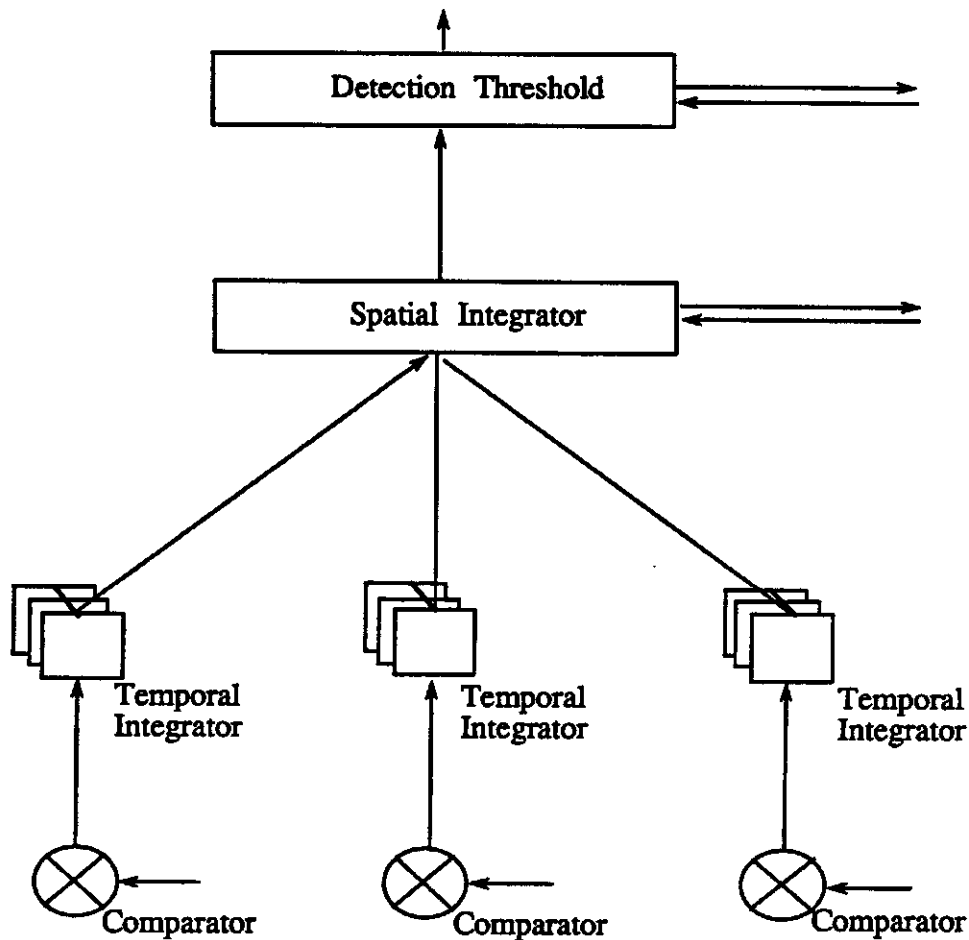 Detection Threshold
Spatial Integrator
Temporal
Integrator
Temporal
Integrator
Temporal
Integrator
Comparator
Comparator
Comparator